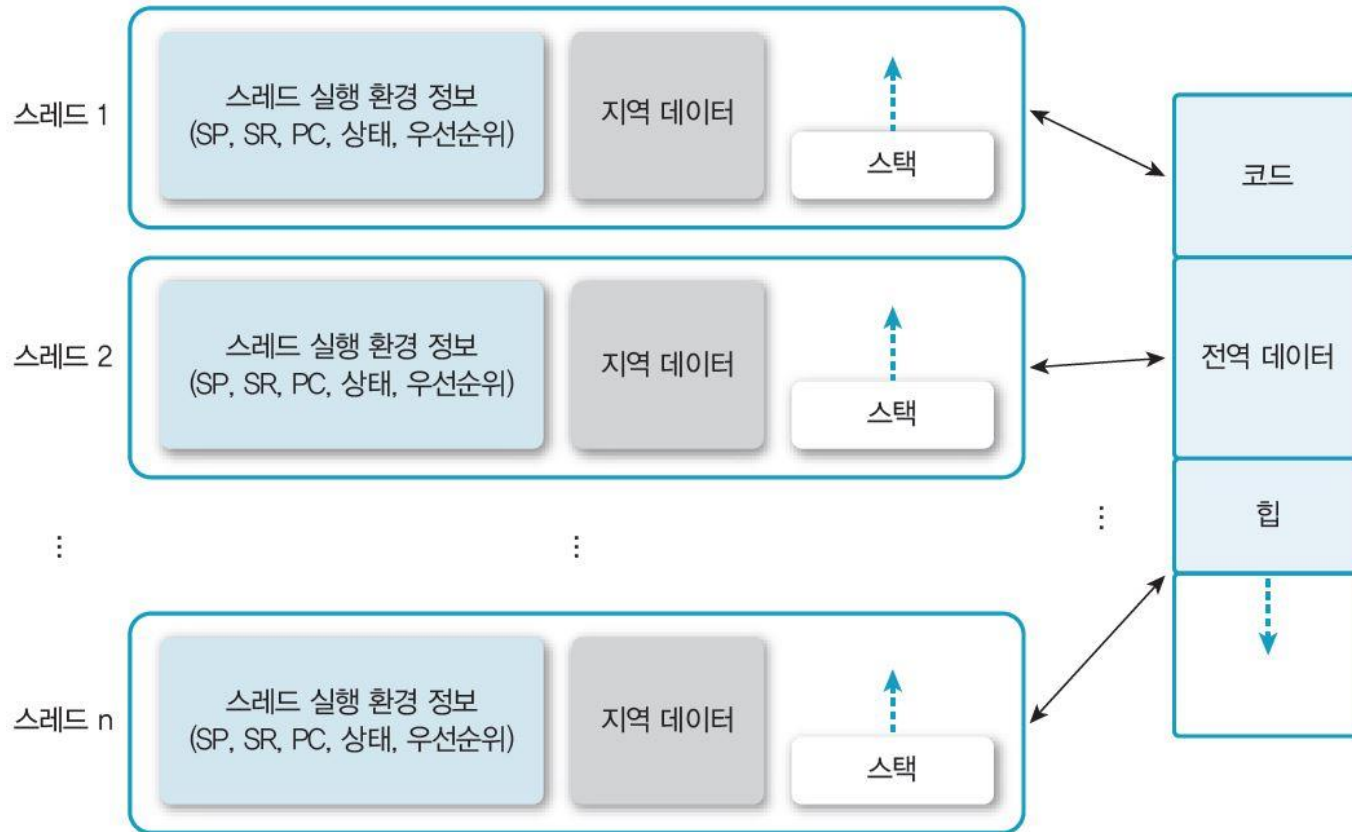 스레드 1
스레드 실행 환경 정보
(SP, SR, PC, 상태, 우선순위)
지역 데이터
스택
코드
스레드 2
스레드 실행 환경 정보
(SP, SR, PC, 상태, 우선순위)
지역 데이터
스택
전역 데이터
힙
⋮
⋮
⋮
스레드 n
스레드 실행 환경 정보
(SP, SR, PC, 상태, 우선순위)
지역 데이터
스택